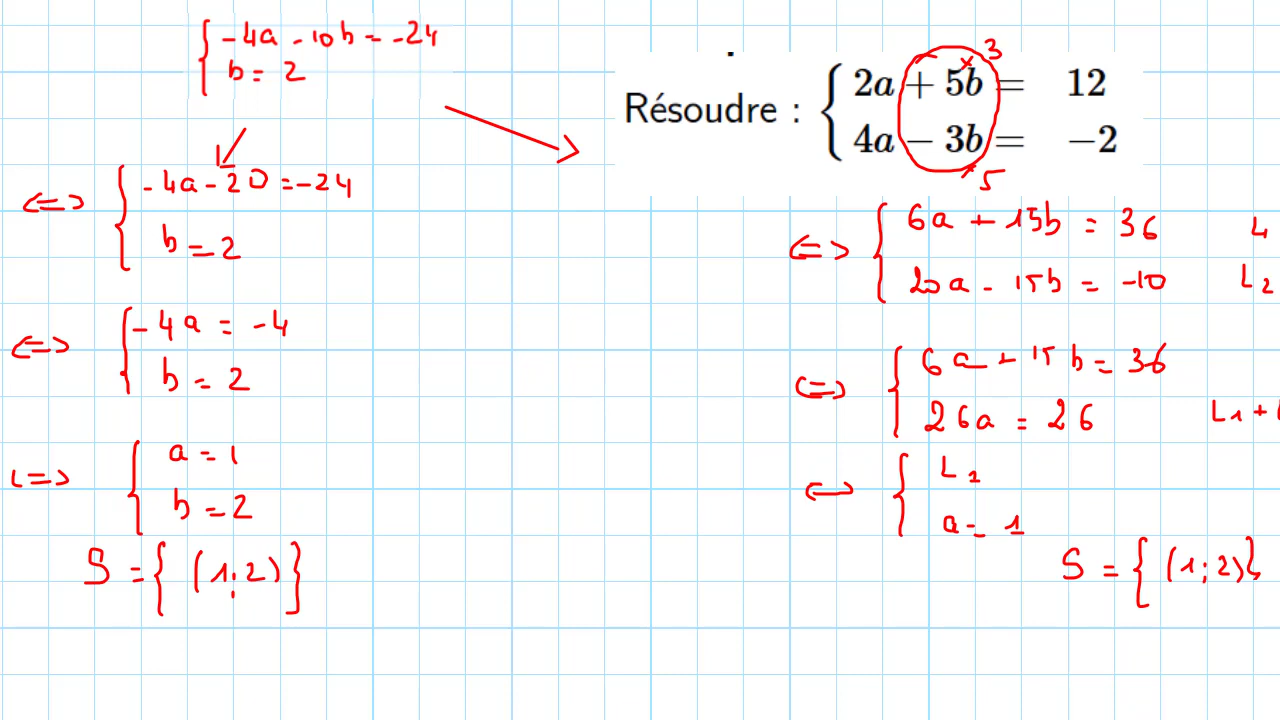 -4a - 10b = -24
b = 2
⇔ -4a - 20 = -24
b = 2
⇔ -4a = -4
b = 2
⇔ a = 1
b = 2
S = { (1; 2) }
Résoudre : 2a + 5b = 12
×3
4a - 3b = -2
×5
⇔ 6a + 15b = 36
20a - 15b = -10 L2
⇔ 6a + 15b = 36
26a = 26 L1 +
⇔ L1
a = 1
S = { (1; 2) }